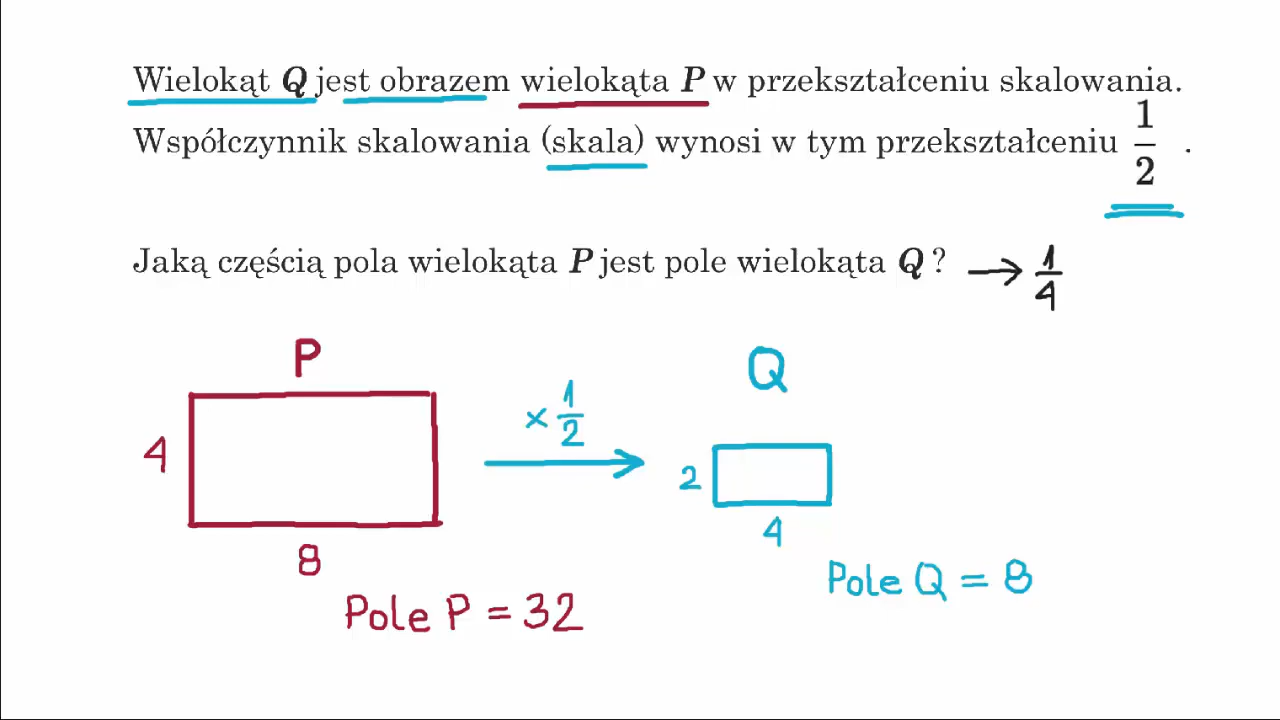 Wielokąt Q jest obrazem wielokąta P w przekształceniu skalowania.
Współczynnik skalowania (skala) wynosi w tym przekształceniu 1/2 .
Jaką częścią pola wielokąta P jest pole wielokąta Q ? → 1/4
P
Q
× 1/2
4
2
8
4
Pole Q = 8
Pole P = 32